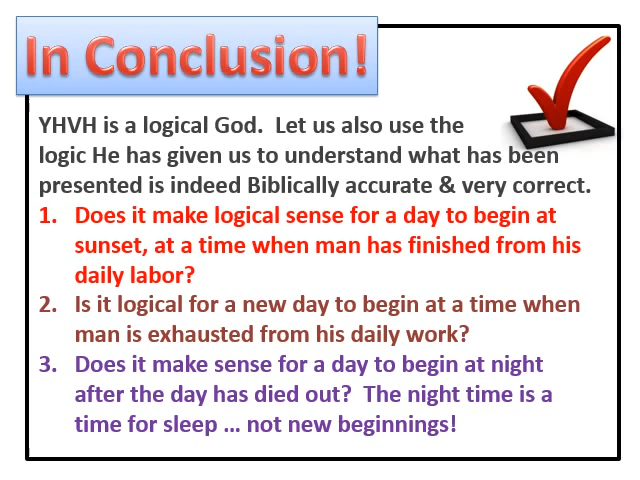 In Conclusion!
YHVH is a logical God.  Let us also use the
logic He has given us to understand what has been
presented is indeed Biblically accurate & very correct.
1. Does it make logical sense for a day to begin at
sunset, at a time when man has finished from his
daily labor?
2. Is it logical for a new day to begin at a time when
man is exhausted from his daily work?
3. Does it make sense for a day to begin at night
after the day has died out?  The night time is a
time for sleep … not new beginnings!